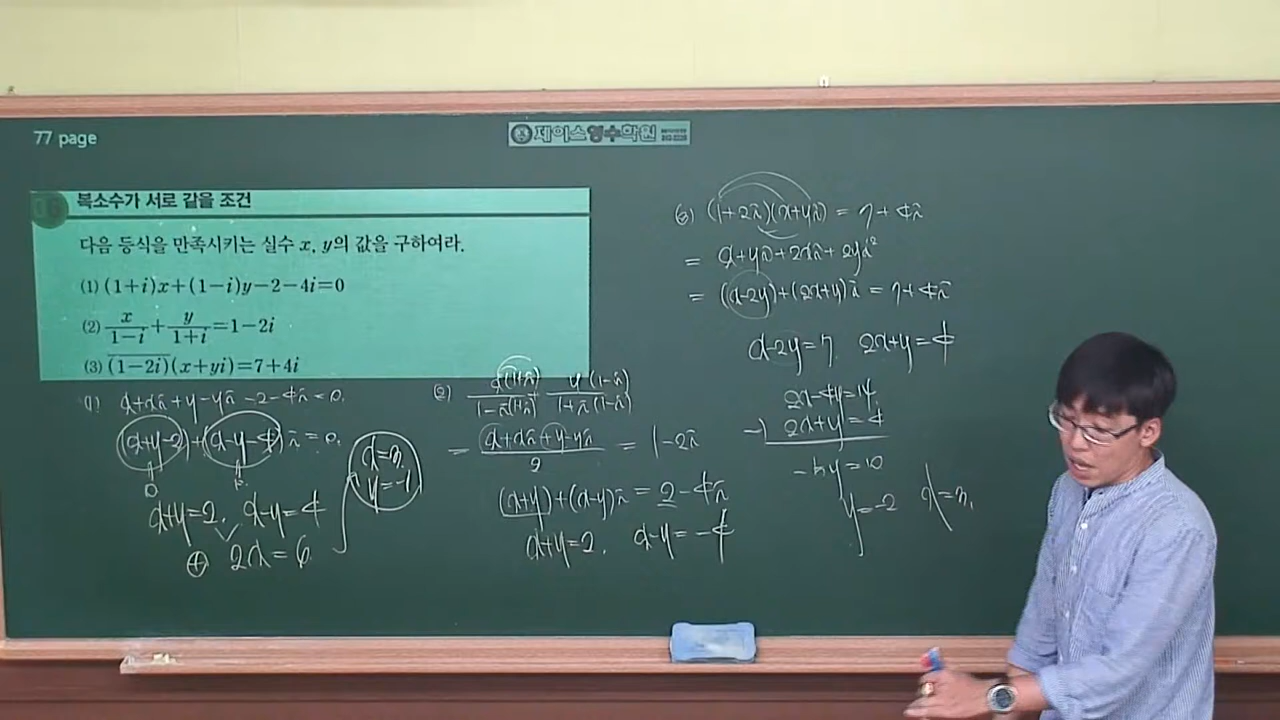 77 page
제이스영수학원
복소수가 서로 같을 조건
다음 등식을 만족시키는 실수 x, y의 값을 구하여라.
(1) (1+i)x+(1−i)y−2−4i=0
(2) x/(1−i)+y/(1+i)=1−2i
(3) \overline{(1−2i)}(x+yi)=7+4i
1) x+xi+y−yi−2−4i=0.
(x+y−2)+(x−y−4)i=0.
0
x+y=2. x−y=4
⊕ 2x=6
x=3
y=−1
(2) x(1+i)/1−i(1+i) y(1−i)/1+i(1−i)
= (x+xi+y−yi)/2 = 1−2i
(x+y)+(x−y)i=2−4i
x+y=2. x−y=−4
(3) (1+2i)(x+yi)=7+4i
= x+yi+2xi+2yi²
= (x−2y)+(2x+y)i=7+4i
x−2y=7. 2x+y=4
2x−4y=14.
−) 2x+y=4
−5y=10
y=−2 x=3.